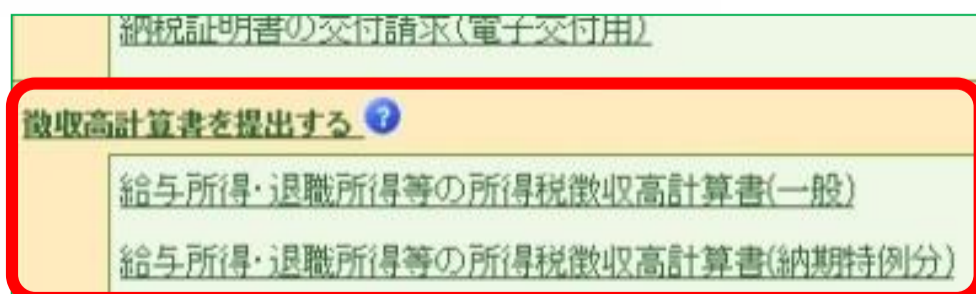 納税証明書の交付請求(電子交付用)
徴収高計算書を提出する ?
給与所得・退職所得等の所得税徴収高計算書(一般)
給与所得・退職所得等の所得税徴収高計算書(納期特例分)